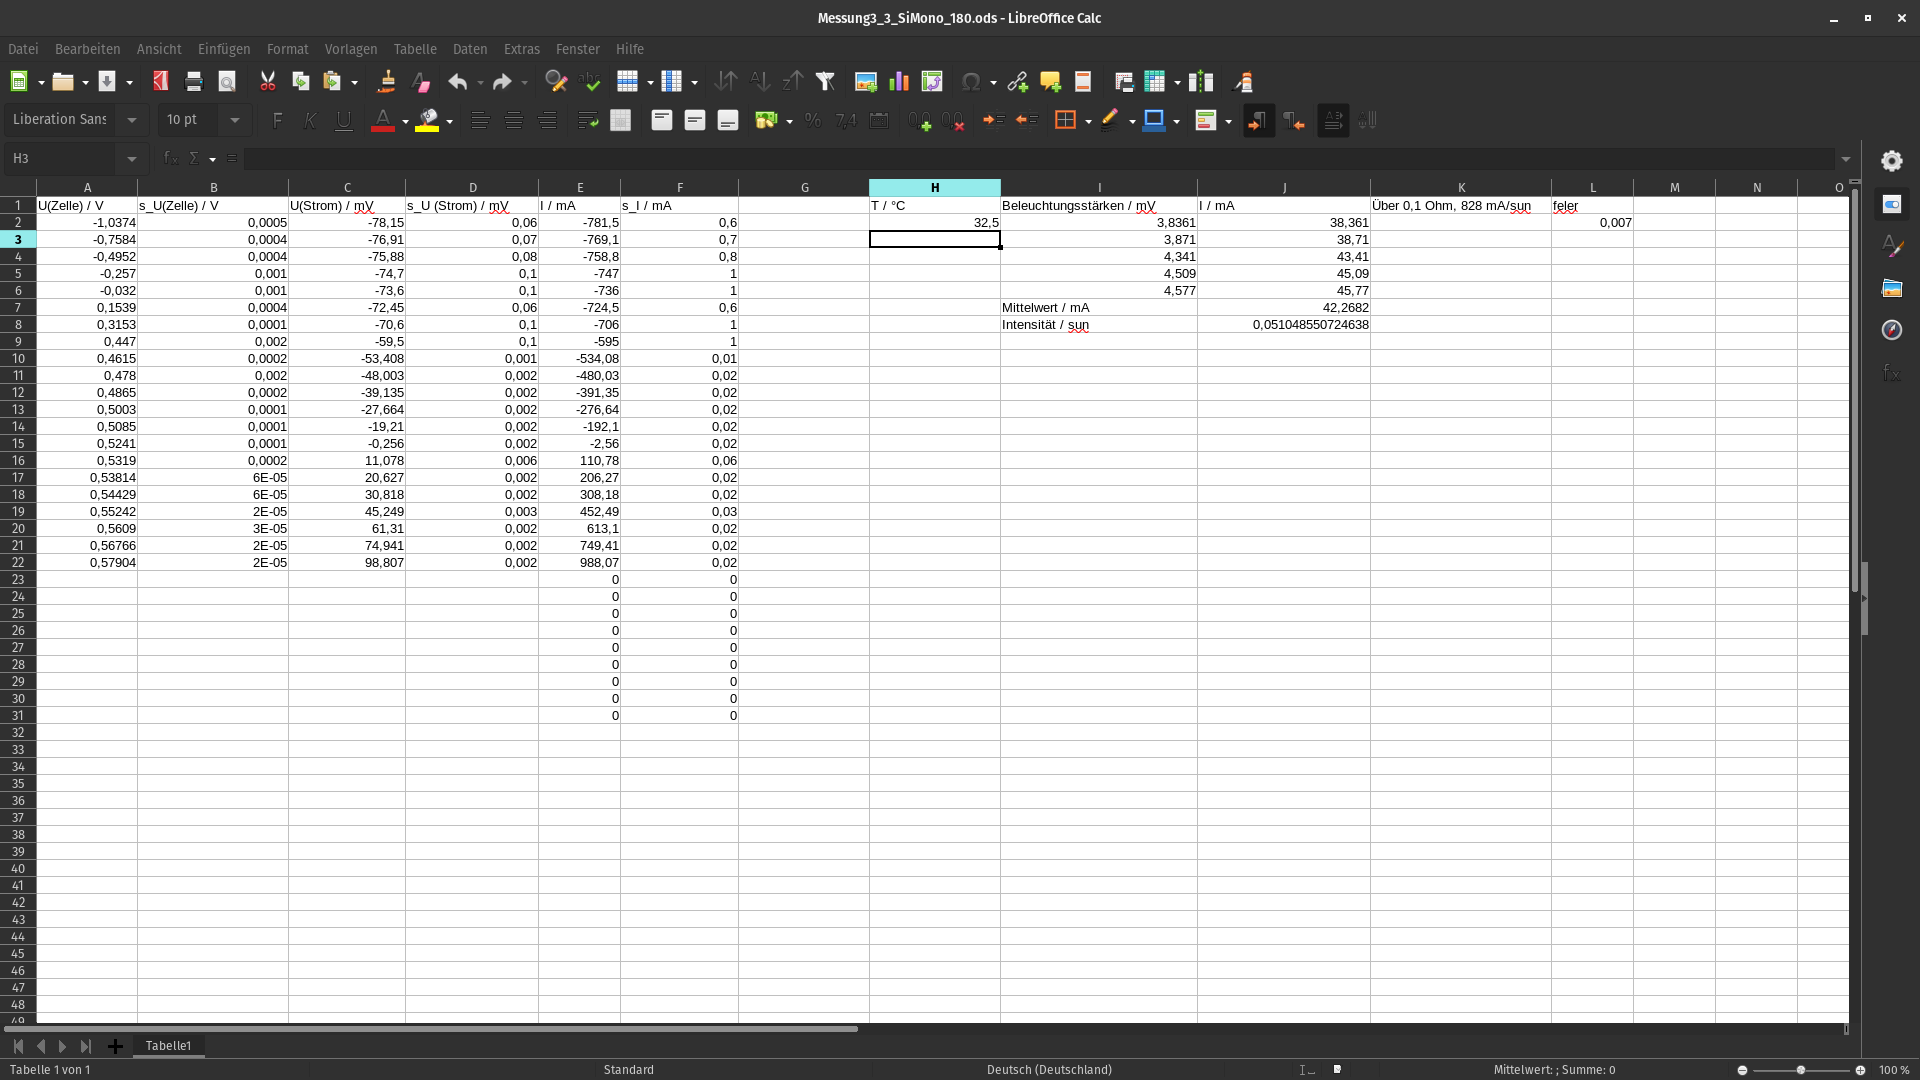 Messung3_3_SiMono_180.ods - LibreOffice Calc
Datei Bearbeiten Ansicht Einfügen Format Vorlagen Tabelle Daten Extras Fenster Hilfe
Liberation Sans 10 pt F K U A % 7,4
H3 fx Σ =
A B C D E F G H I J K L M N O
1 U(Zelle) / V s_U(Zelle) / V U(Strom) / mV s_U (Strom) / mV I / mA s_I / mA T / °C Beleuchtungsstärken / mV I / mA Über 0,1 Ohm, 828 mA/sun feler
2 -1,0374 0,0005 -78,15 0,06 -781,5 0,6 32,5 3,8361 38,361 0,007
3 -0,7584 0,0004 -76,91 0,07 -769,1 0,7 3,871 38,71
4 -0,4952 0,0004 -75,88 0,08 -758,8 0,8 4,341 43,41
5 -0,257 0,001 -74,7 0,1 -747 1 4,509 45,09
6 -0,032 0,001 -73,6 0,1 -736 1 4,577 45,77
7 0,1539 0,0004 -72,45 0,06 -724,5 0,6 Mittelwert / mA 42,2682
8 0,3153 0,0001 -70,6 0,1 -706 1 Intensität / sun 0,051048550724638
9 0,447 0,002 -59,5 0,1 -595 1
10 0,4615 0,0002 -53,408 0,001 -534,08 0,01
11 0,478 0,002 -48,003 0,002 -480,03 0,02
12 0,4865 0,0002 -39,135 0,002 -391,35 0,02
13 0,5003 0,0001 -27,664 0,002 -276,64 0,02
14 0,5085 0,0001 -19,21 0,002 -192,1 0,02
15 0,5241 0,0001 -0,256 0,002 -2,56 0,02
16 0,5319 0,0002 11,078 0,006 110,78 0,06
17 0,53814 6E-05 20,627 0,002 206,27 0,02
18 0,54429 6E-05 30,818 0,002 308,18 0,02
19 0,55242 2E-05 45,249 0,003 452,49 0,03
20 0,5609 3E-05 61,31 0,002 613,1 0,02
21 0,56766 2E-05 74,941 0,002 749,41 0,02
22 0,57904 2E-05 98,807 0,002 988,07 0,02
23 0 0
24 0 0
25 0 0
26 0 0
27 0 0
28 0 0
29 0 0
30 0 0
31 0 0
32
33
34
35
36
37
38
39
40
41
42
43
44
45
46
47
48
49
Tabelle1
Tabelle 1 von 1 Standard Deutsch (Deutschland) Mittelwert: ; Summe: 0 100 %